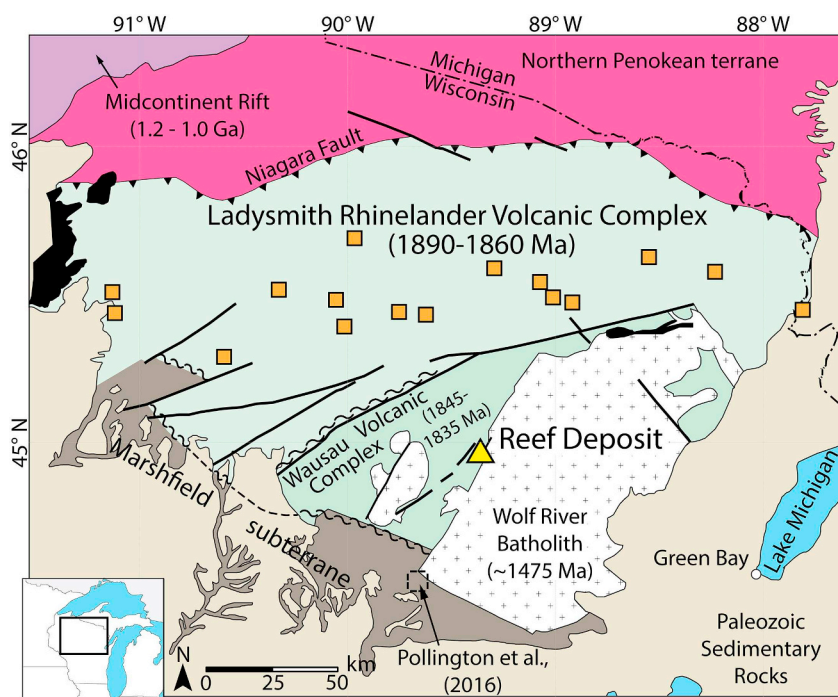 91° W
90° W
89° W
88° W
Michigan
Wisconsin
Northern Penokean terrane
Midcontinent Rift
(1.2 - 1.0 Ga)
46° N
Niagara Fault
Ladysmith Rhinelander Volcanic Complex
(1890-1860 Ma)
45° N
Wausau Volcanic
Complex
(1845-
1835 Ma)
Reef Deposit
Marshfield
subterrane
Wolf River
Batholith
(~1475 Ma)
Lake Michigan
Green Bay
Paleozoic
Sedimentary
Rocks
N
0
25
50
km
Pollington et al.,
(2016)